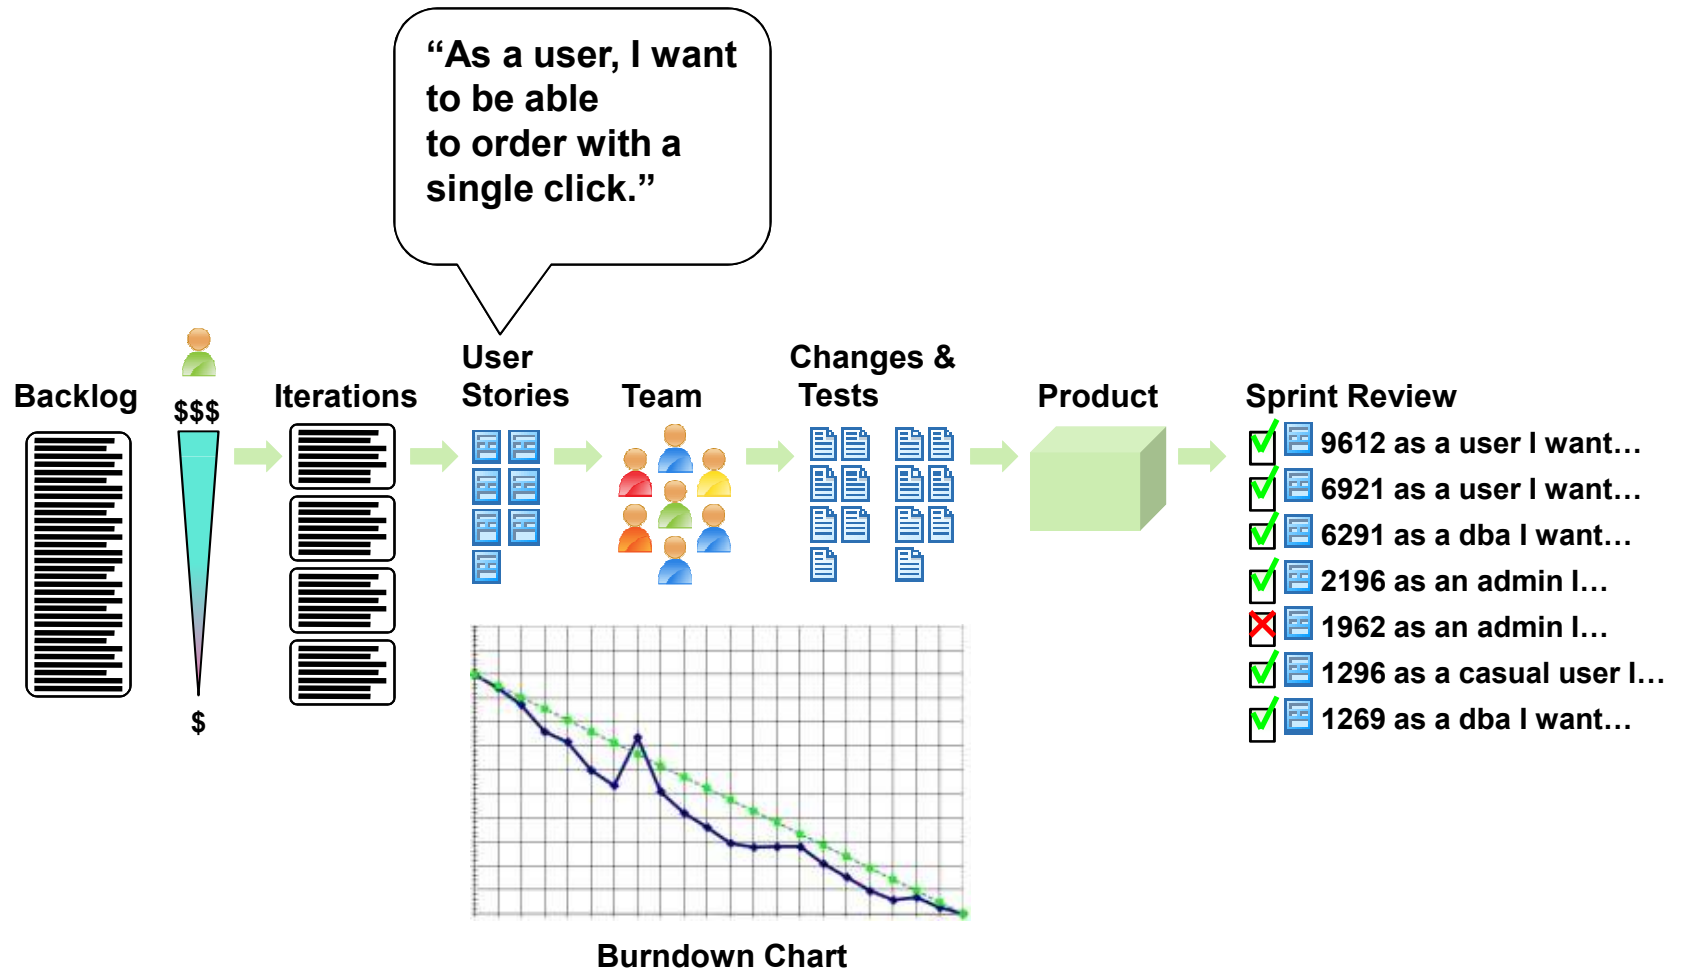 “As a user, I want
to be able
to order with a
single click.”
Backlog
$$$
$
Iterations
User
Stories
Team
Changes &
Tests
Product
Sprint Review
9612 as a user I want…
6921 as a user I want…
6291 as a dba I want…
2196 as an admin I…
1962 as an admin I…
1296 as a casual user I…
1269 as a dba I want…
Burndown Chart